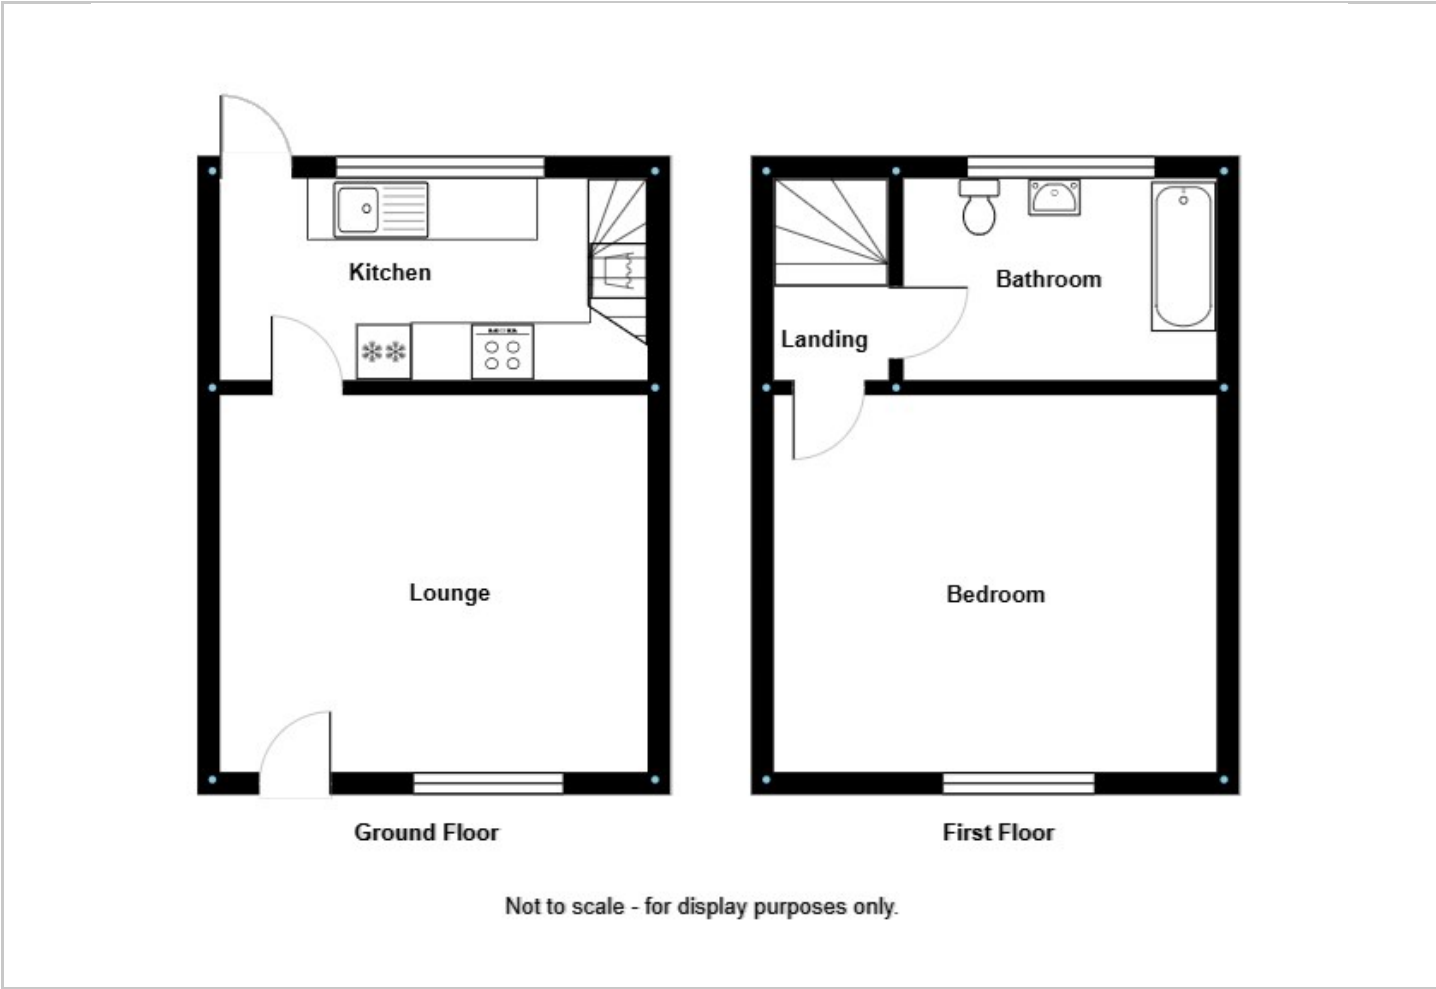 Kitchen
Bathroom
Landing
Lounge
Bedroom
Ground Floor
First Floor
Not to scale - for display purposes only.